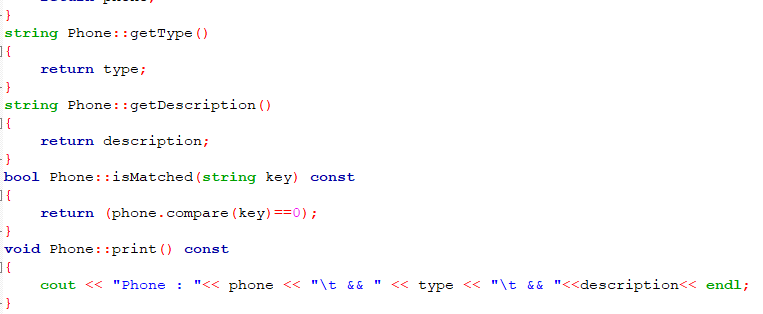 }
string Phone::getType()
{
    return type;
}
string Phone::getDescription()
{
    return description;
}
bool Phone::isMatched(string key) const
{
    return (phone.compare(key)==0);
}
void Phone::print() const
{
    cout << "Phone : "<< phone << "\t && " << type << "\t && "<<description<< endl;
}